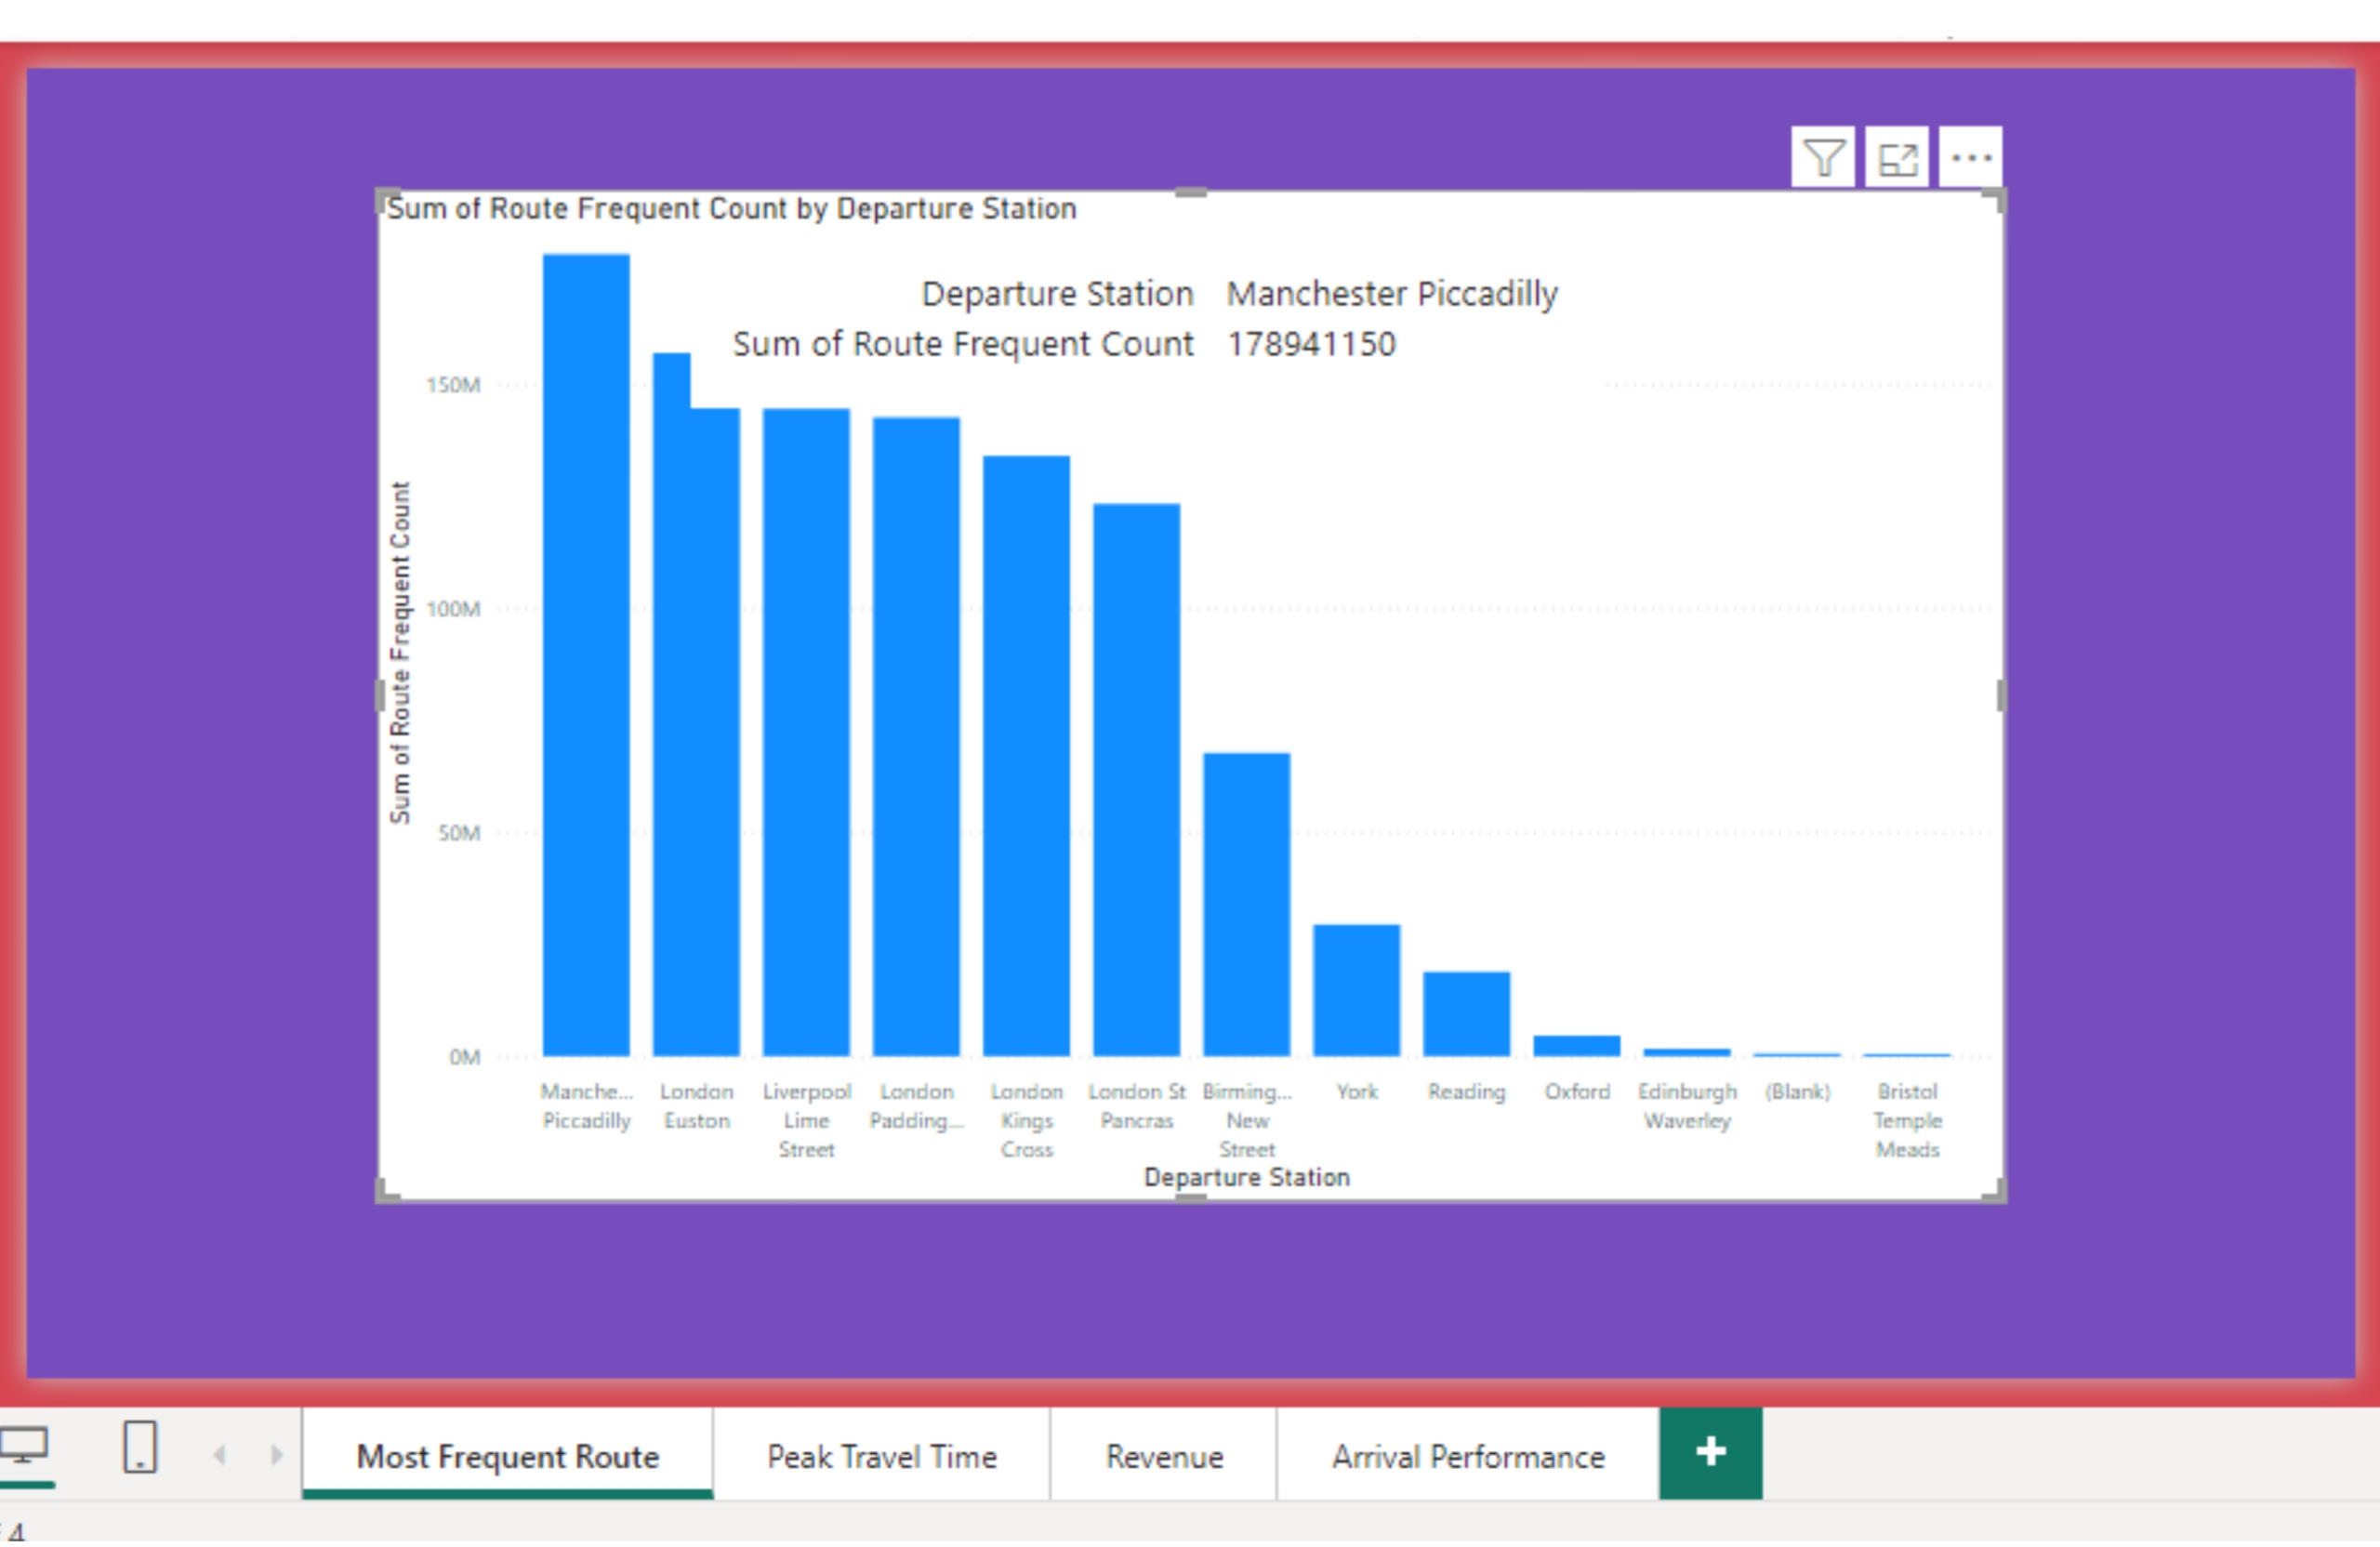 Sum of Route Frequent Count by Departure Station
Departure Station Manchester Piccadilly
Sum of Route Frequent Count 178941150
150M
100M
50M
0M
Sum of Route Frequent Count
Manche... Piccadilly
London Euston
Liverpool Lime Street
London Padding...
London Kings Cross
London St Pancras
Birming... New Street
York
Reading
Oxford
Edinburgh Waverley
(Blank)
Bristol Temple Meads
Departure Station
Most Frequent Route Peak Travel Time Revenue Arrival Performance +
4